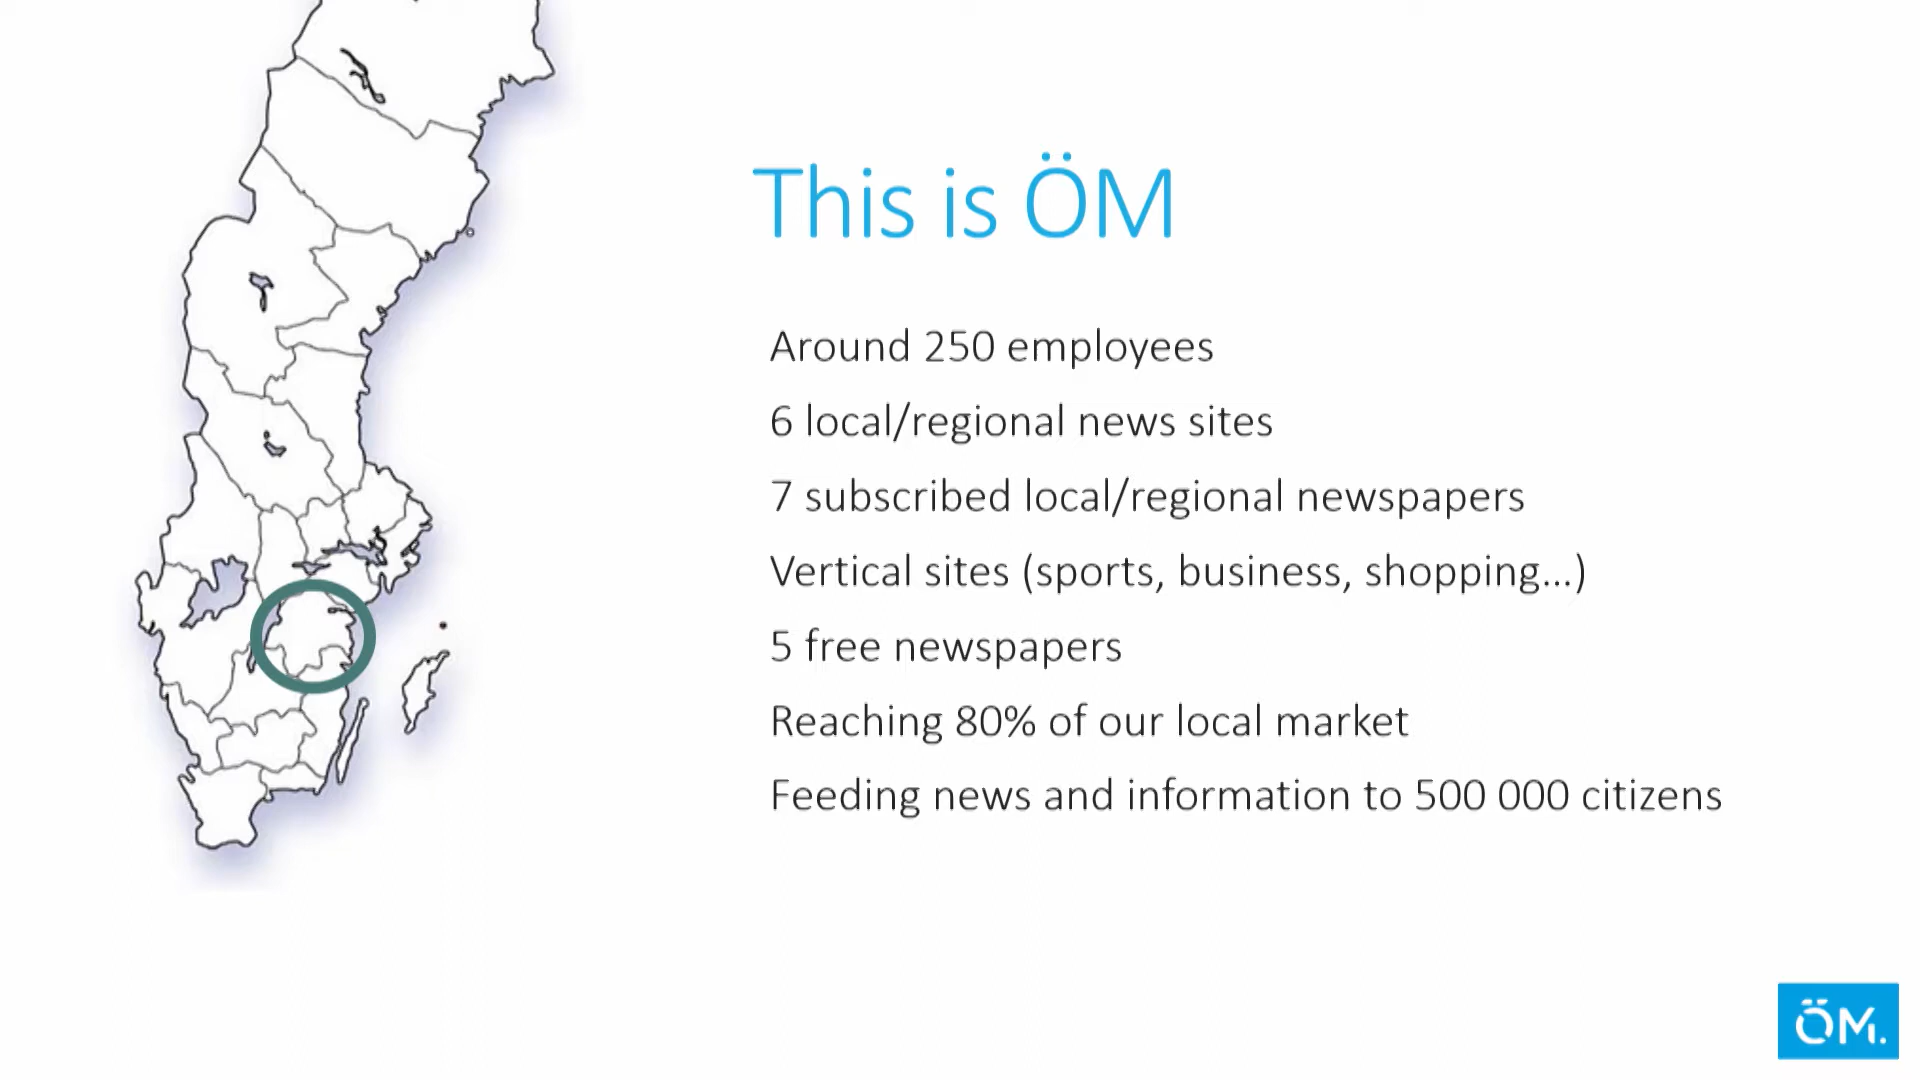 This is ÖM
Around 250 employees
6 local/regional news sites
7 subscribed local/regional newspapers
Vertical sites (sports, business, shopping...)
5 free newspapers
Reaching 80% of our local market
Feeding news and information to 500 000 citizens
ÖM.